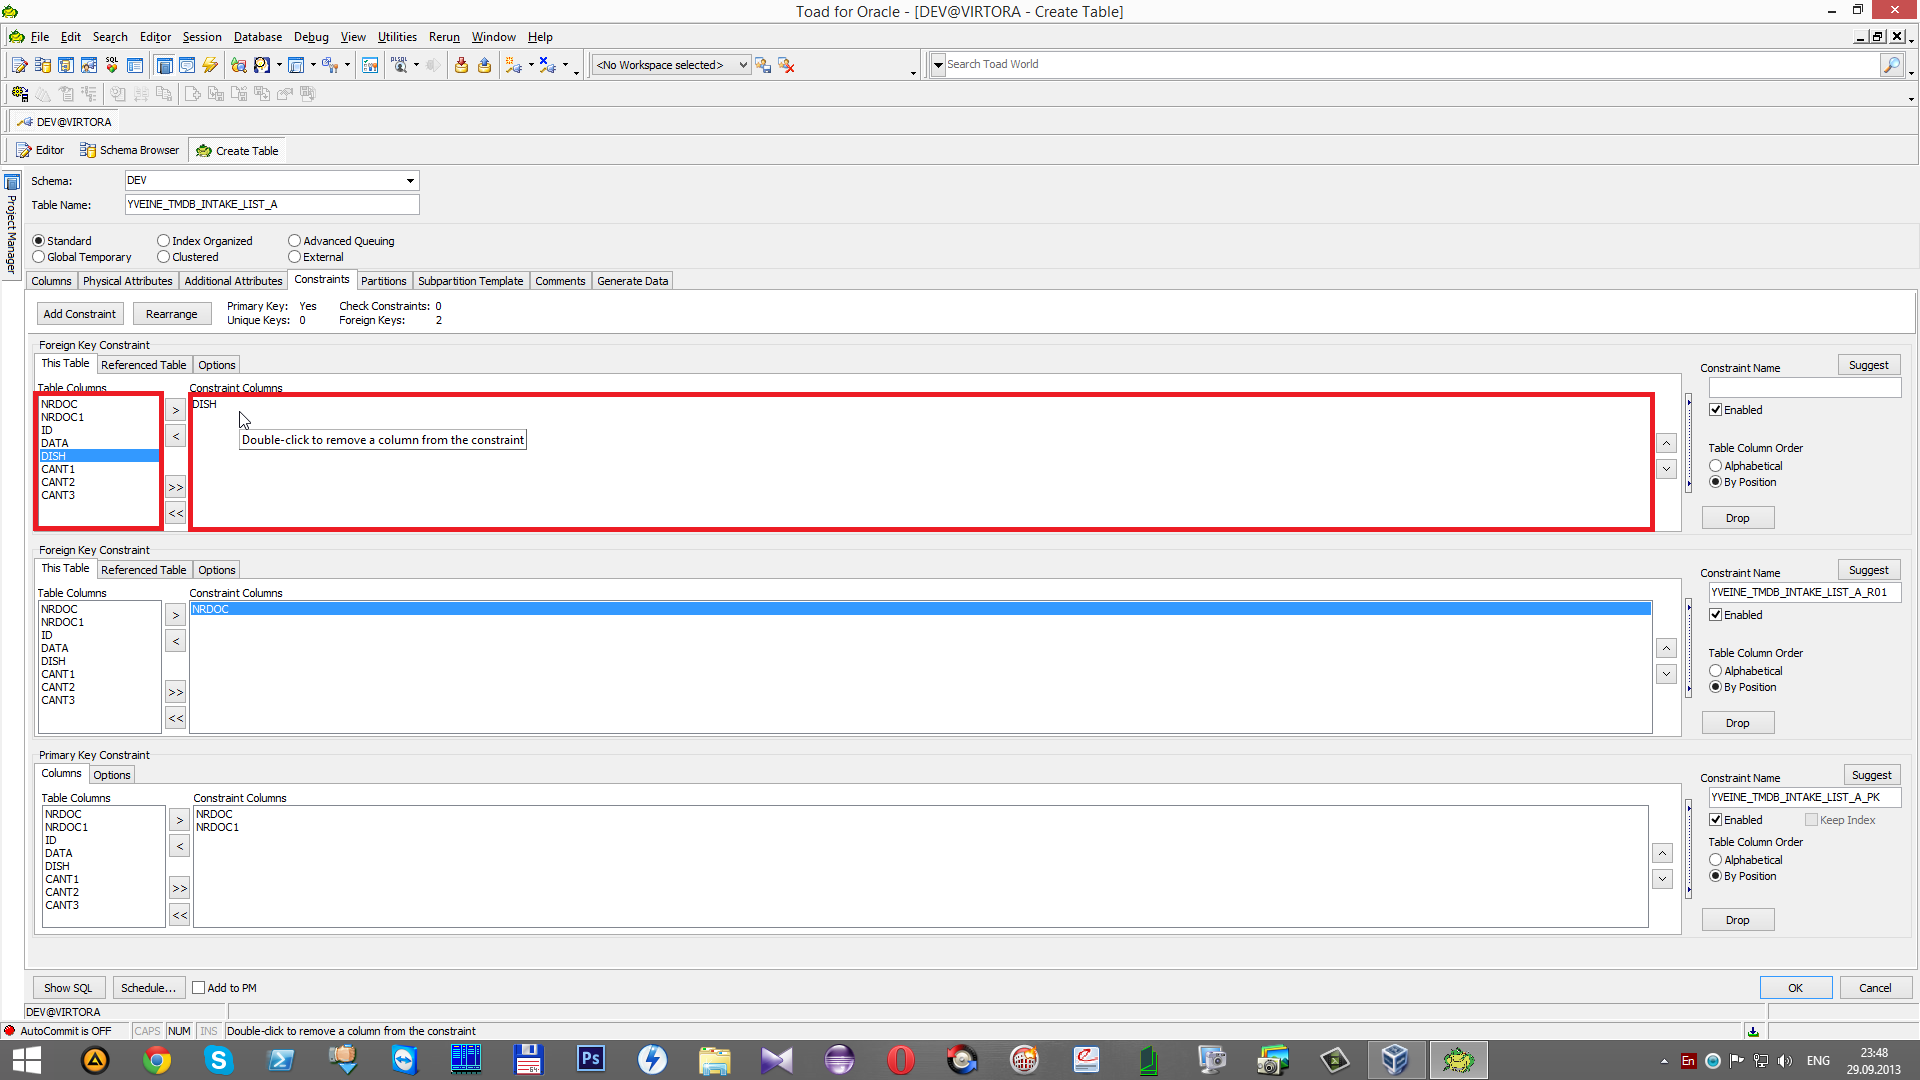 Toad for Oracle - [DEV@VIRTORA - Create Table]
File Edit Search Editor Session Database Debug View Utilities Rerun Window Help
<No Workspace selected> Search Toad World
DEV@VIRTORA
Editor Schema Browser Create Table
Project Manager
Schema: DEV
Table Name: YVEINE_TMDB_INTAKE_LIST_A
Standard Index Organized Advanced Queuing
Global Temporary Clustered External
Columns Physical Attributes Additional Attributes Constraints Partitions Subpartition Template Comments Generate Data
Add Constraint Rearrange
Primary Key: Yes Check Constraints: 0
Unique Keys: 0 Foreign Keys: 2
Foreign Key Constraint
This Table Referenced Table Options
Table Columns Constraint Columns
NRDOC
NRDOC1
ID
DATA
DISH
CANT1
CANT2
CANT3
>
<
>>
<<
DISH
Double-click to remove a column from the constraint
Constraint Name Suggest
Enabled
Table Column Order
Alphabetical
By Position
Drop
Foreign Key Constraint
This Table Referenced Table Options
Table Columns Constraint Columns
NRDOC
NRDOC1
ID
DATA
DISH
CANT1
CANT2
CANT3
>
<
>>
<<
NRDOC
Constraint Name Suggest
YVEINE_TMDB_INTAKE_LIST_A_R01
Enabled
Table Column Order
Alphabetical
By Position
Drop
Primary Key Constraint
Columns Options
Table Columns Constraint Columns
NRDOC
NRDOC1
ID
DATA
DISH
CANT1
CANT2
CANT3
>
<
>>
<<
NRDOC
NRDOC1
Constraint Name Suggest
YVEINE_TMDB_INTAKE_LIST_A_PK
Enabled Keep Index
Table Column Order
Alphabetical
By Position
Drop
Show SQL Schedule... Add to PM OK Cancel
DEV@VIRTORA
AutoCommit is OFF CAPS NUM INS Double-click to remove a column from the constraint
Ps
En ENG 23:48
29.09.2013